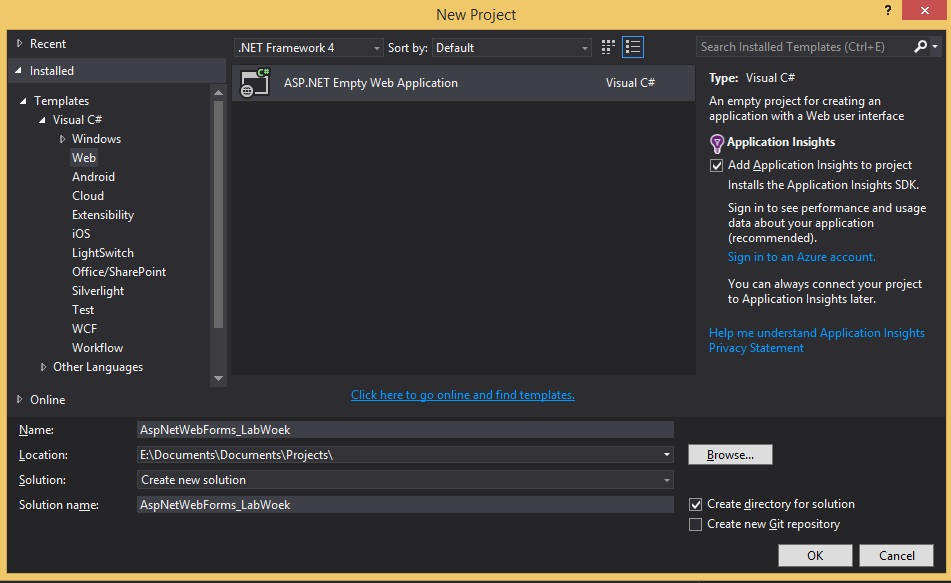 New Project
?
Recent
Installed
Templates
Visual C#
Windows
Web
Android
Cloud
Extensibility
iOS
LightSwitch
Office/SharePoint
Silverlight
Test
WCF
Workflow
Other Languages
Online
.NET Framework 4
Sort by: Default
C#
ASP.NET Empty Web Application Visual C#
Click here to go online and find templates.
Search Installed Templates (Ctrl+E)
Type: Visual C#
An empty project for creating an
application with a Web user interface
Application Insights
Add Application Insights to project
Installs the Application Insights SDK.
Sign in to see performance and usage
data about your application
(recommended).
Sign in to an Azure account.
You can always connect your project
to Application Insights later.
Help me understand Application Insights
Privacy Statement
Name: AspNetWebForms_LabWoek
Location: E:\Documents\Documents\Projects\
Browse...
Solution: Create new solution
Solution name: AspNetWebForms_LabWoek
Create directory for solution
Create new Git repository
OK Cancel